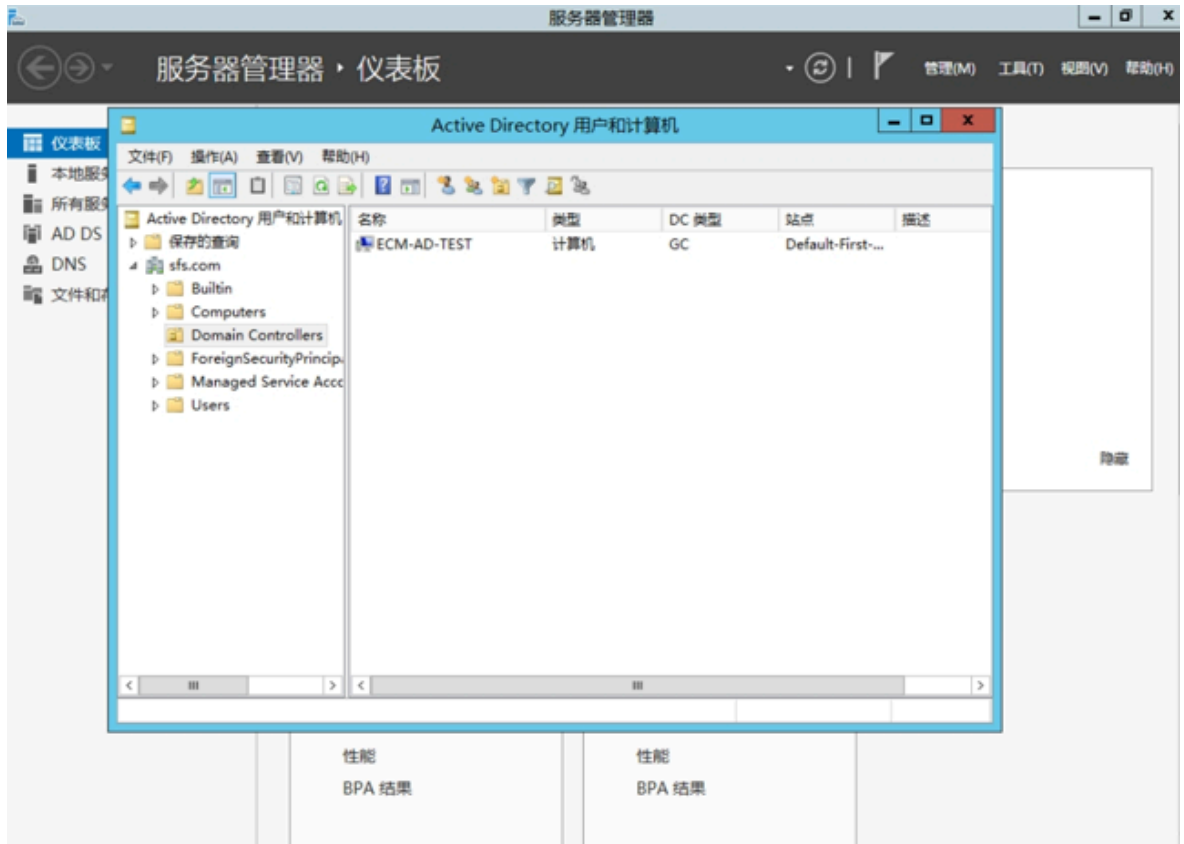 服务器管理器
服务器管理器 · 仪表板
管理(M) 工具(T) 视图(V) 帮助(H)
Active Directory 用户和计算机
仪表板
文件(F) 操作(A) 查看(V) 帮助(H)
本地服务
所有服务
AD DS
DNS
文件和存
Active Directory 用户和计算机
保存的查询
sfs.com
Builtin
Computers
Domain Controllers
ForeignSecurityPrincipa
Managed Service Acco
Users
名称 类型 DC 类型 站点 描述
ECM-AD-TEST 计算机 GC Default-First-...
隐藏
性能 性能
BPA 结果 BPA 结果